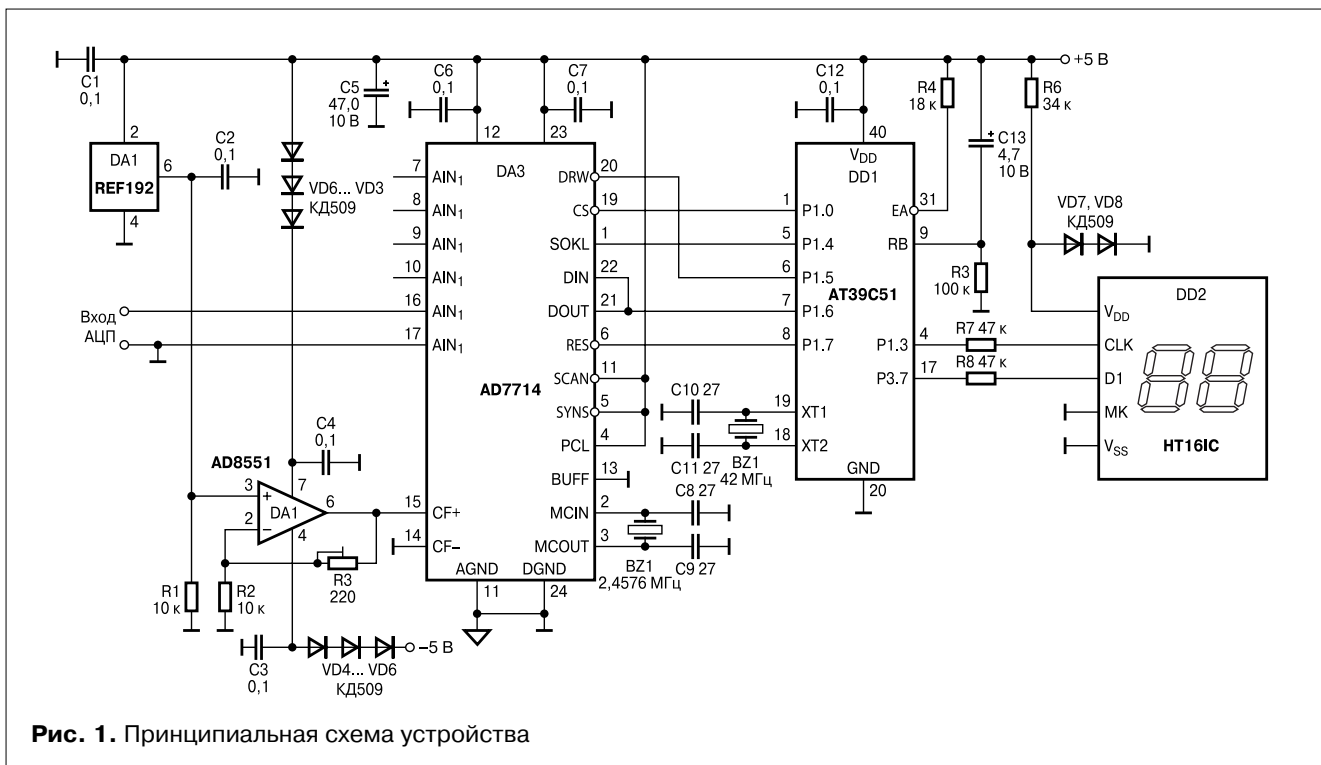 +5 В
C1
0,1
2
DA1
REF192
6
4
C2
0,1
VD6... VD3
КД509
C5
47,0
10 В
C6
0,1
C7
0,1
12
23
DA3
AD7714
7
AIN1
8
AIN1
9
AIN1
10
AIN1
Вход
АЦП
16
AIN1
17
AIN1
DRW
20
CS
19
SOKL
1
DIN
22
DOUT
21
RES
6
SCAN
11
SYNS
5
PCL
4
BUFF
13
MCIN
2
MCOUT
3
15
CF+
14
CF–
AGND
11
DGND
24
C4
0,1
AD8551
3
+
2
–
DA1
7
6
4
R3
220
R1
10 к
R2
10 к
C3
0,1
VD4... VD6
КД509
–5 В
C8 27
C9 27
BZ1
2,4576 МГц
C10 27
C11 27
BZ1
42 МГц
C12
0,1
40
VDD
DD1
AT39C51
1
P1.0
5
P1.4
6
P1.5
7
P1.6
8
P1.7
19
XT1
18
XT2
GND
20
EA
31
RB
9
P1.3
4
P3.7
17
R4
18 к
C13
4,7
10 В
R3
100 к
R6
34 к
VD7, VD8
КД509
R7 47 к
R8 47 к
DD2
VDD
CLK
D1
MK
VSS
HT16IC
Рис. 1. Принципиальная схема устройства